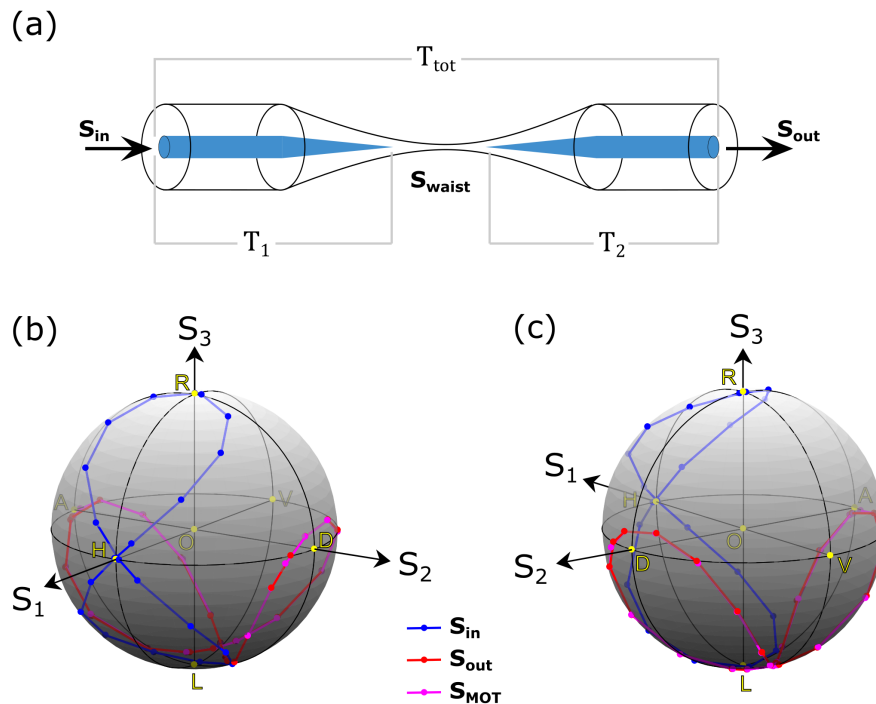 (a)
T_tot
S_in
S_out
S_waist
T_1
T_2
(b)
(c)
S_3
S_3
R
R
S_1
A
V
H
A
H
O
O
D
S_2
D
V
S_1
S_2
S_in
S_out
S_MOT
L
L